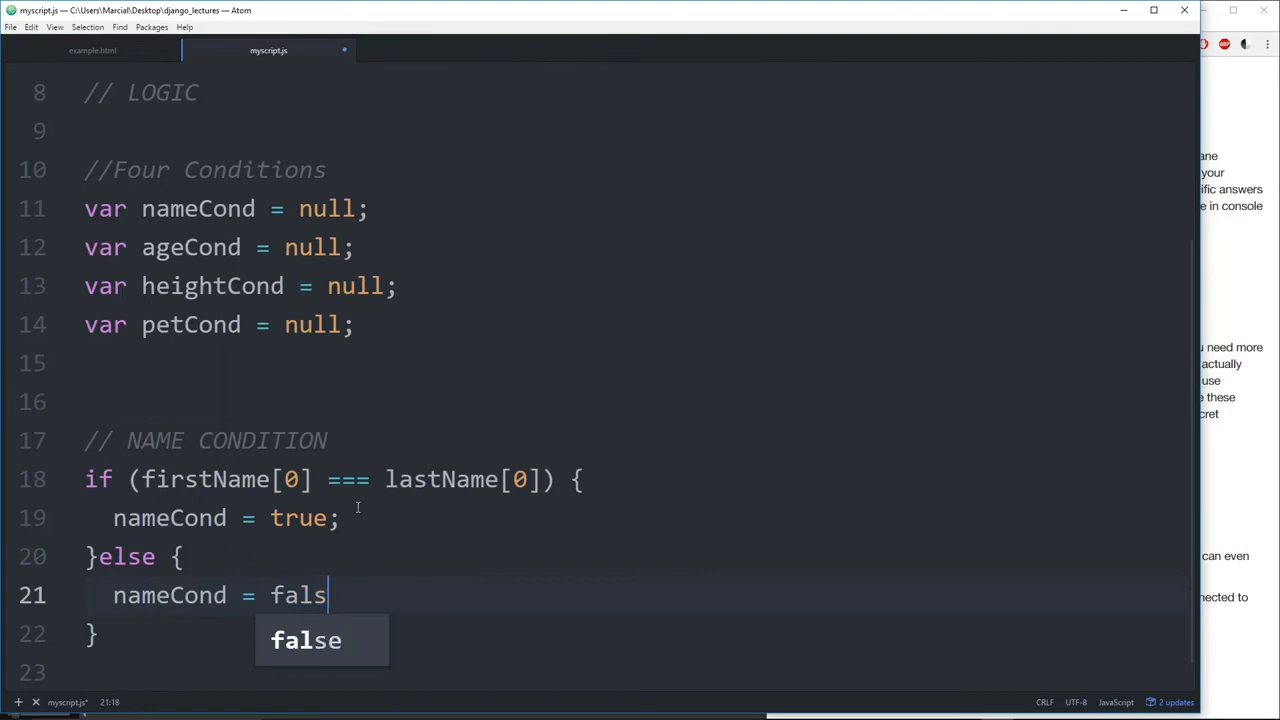 myscript.js — C:\Users\Marcial\Desktop\django_lectures — Atom
File Edit View Selection Find Packages Help
example.html myscript.js
8 // LOGIC
9
10 //Four Conditions
11 var nameCond = null;
12 var ageCond = null;
13 var heightCond = null;
14 var petCond = null;
15
16
17 // NAME CONDITION
18 if (firstName[0] === lastName[0]) {
19 nameCond = true;
20 }else {
21 nameCond = fals
false
22 }
23
myscript.js* 21:18 CRLF UTF-8 JavaScript 2 updates
ABP
ane
your
ific answers
e in console
u need more
actually
use
e these
cret
can even
nected to